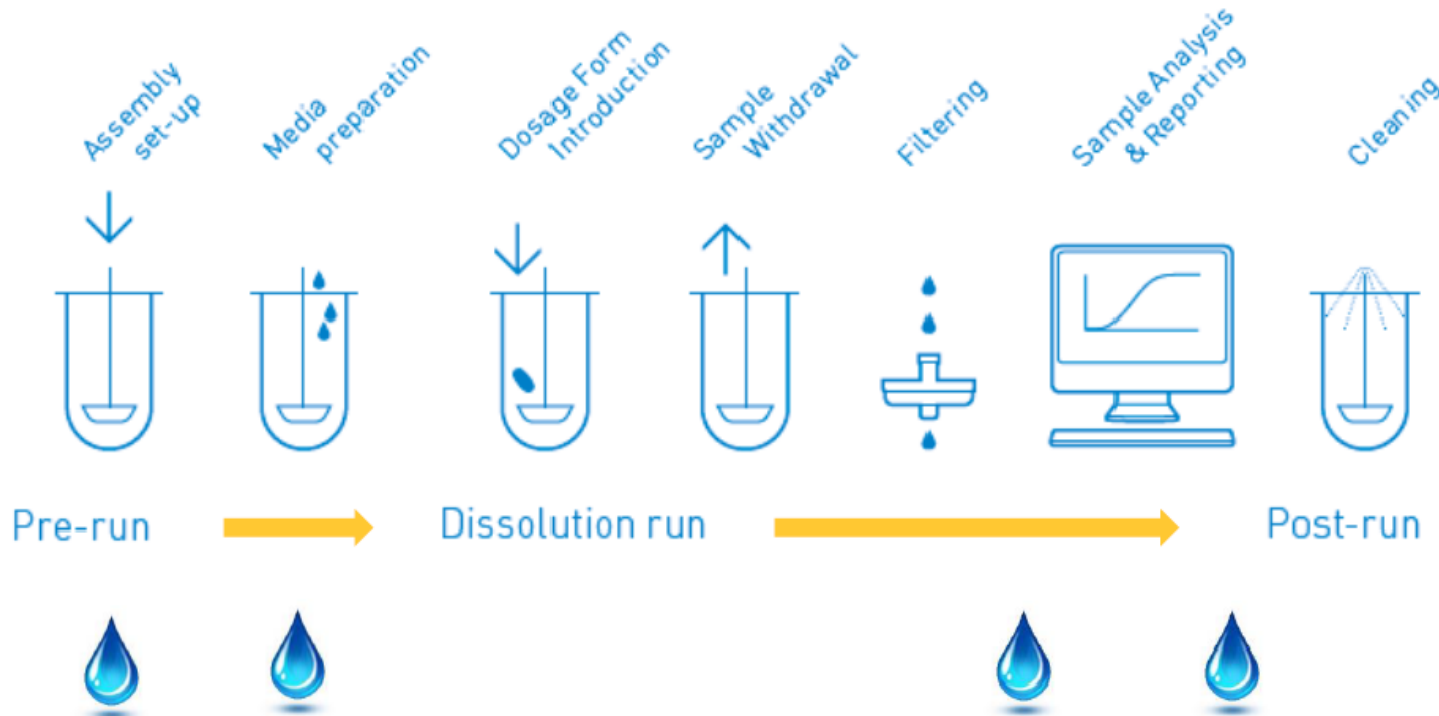 Assembly
set-up
Media
preparation
Dosage Form
Introduction
Sample
Withdrawal
Filtering
Sample Analysis
& Reporting
Cleaning
Pre-run
Dissolution run
Post-run